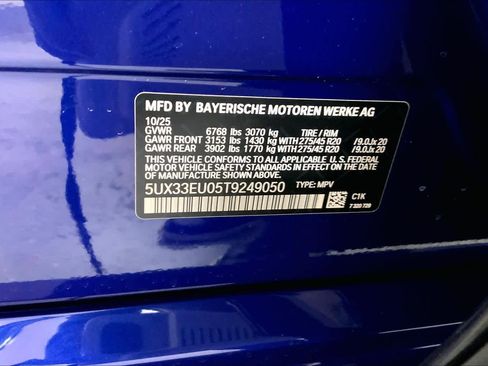 MFD BY BAYERISCHE MOTOREN WERKE AG
10/25
GVWR 6768 lbs 3070 kg TIRE / RIM
GAWR FRONT 3153 lbs 1430 kg WITH 275/45 R20 /9.0Jx20
GAWR REAR 3902 lbs 1770 kg WITH 275/45 R20 /9.0Jx20
THIS VEHICLE CONFORMS TO ALL APPLICABLE U.S. FEDERAL
MOTOR VEHICLE SAFETY STANDARDS IN EFFECT ON THE
DATE OF MANUFACTURE SHOWN ABOVE.
5UX33EU05T9249050 TYPE: MPV
C1K
7 320 729